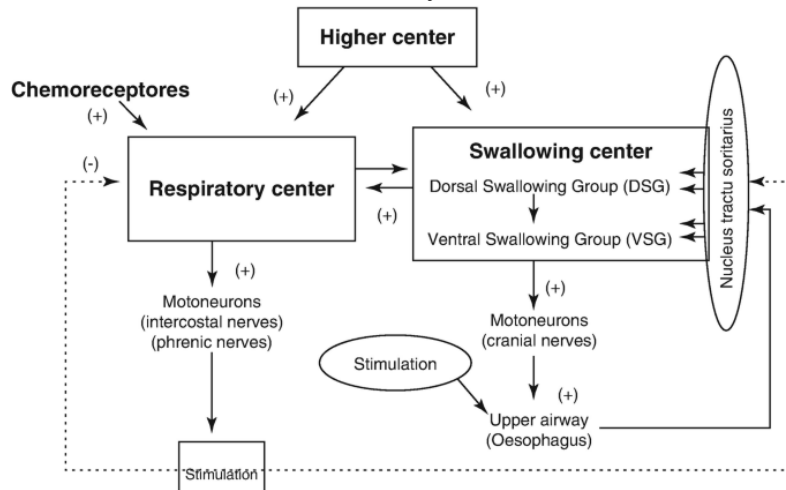 Higher center
Chemoreceptores
(+)
(+)
(+)
(-)
Respiratory center
Swallowing center
Dorsal Swallowing Group (DSG)
(+)
Ventral Swallowing Group (VSG)
Nucleus tractu soritarius
(+)
(+)
Motoneurons
(intercostal nerves)
(phrenic nerves)
Motoneurons
(cranial nerves)
Stimulation
(+)
Upper airway
(Oesophagus)
Stimulation